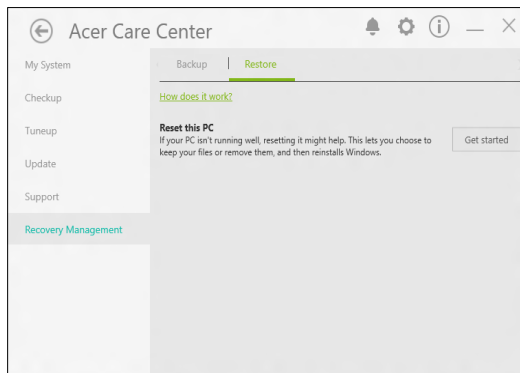 Acer Care Center
My System
Checkup
Tuneup
Update
Support
Recovery Management
Backup
Restore
How does it work?
Reset this PC
If your PC isn't running well, resetting it might help. This lets you choose to
keep your files or remove them, and then reinstalls Windows.
Get started